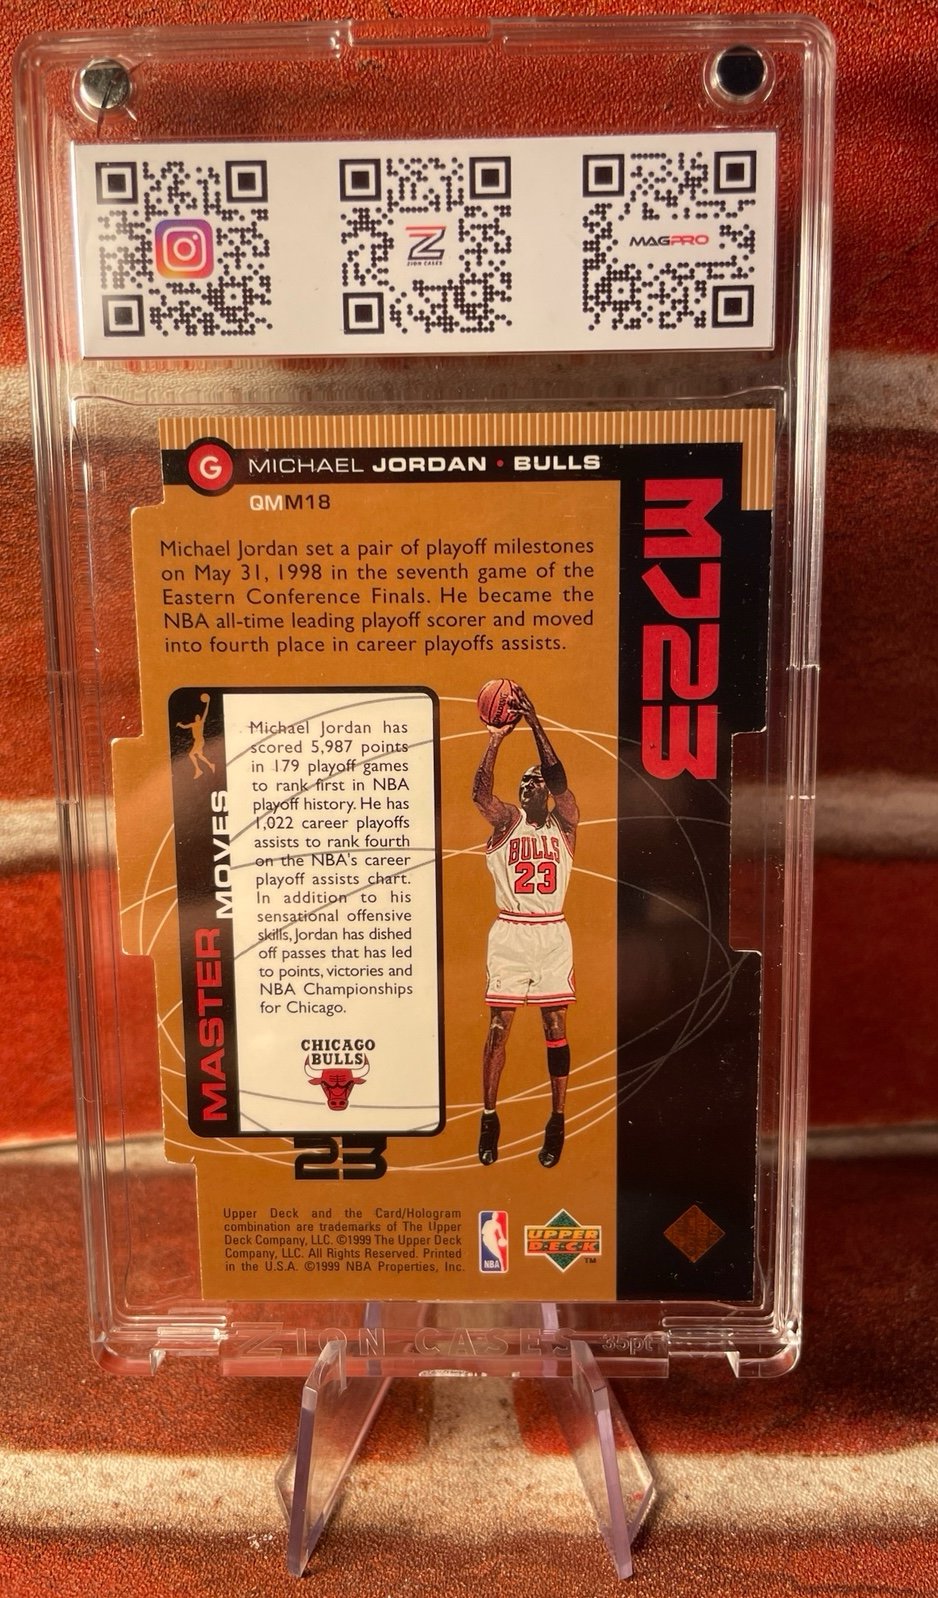 ZION CASES
MAGPRO
G
MICHAEL JORDAN • BULLS
QMM18
Michael Jordan set a pair of playoff milestones
on May 31, 1998 in the seventh game of the
Eastern Conference Finals. He became the
NBA all-time leading playoff scorer and moved
into fourth place in career playoffs assists.
MJ23
MASTER MOVES
Michael Jordan has
scored 5,987 points
in 179 playoff games
to rank first in NBA
playoff history. He has
1,022 career playoffs
assists to rank fourth
on the NBA's career
playoff assists chart.
In addition to his
sensational offensive
skills, Jordan has dished
off passes that has led
to points, victories and
NBA Championships
for Chicago.
CHICAGO
BULLS
BULLS
23
23
Upper Deck and the Card/Hologram
combination are trademarks of The Upper
Deck Company, LLC. ©1999 The Upper Deck
Company, LLC. All Rights Reserved. Printed
in the U.S.A. ©1999 NBA Properties, Inc.
NBA
UPPER
DECK
TM
ZION CASES 35pt